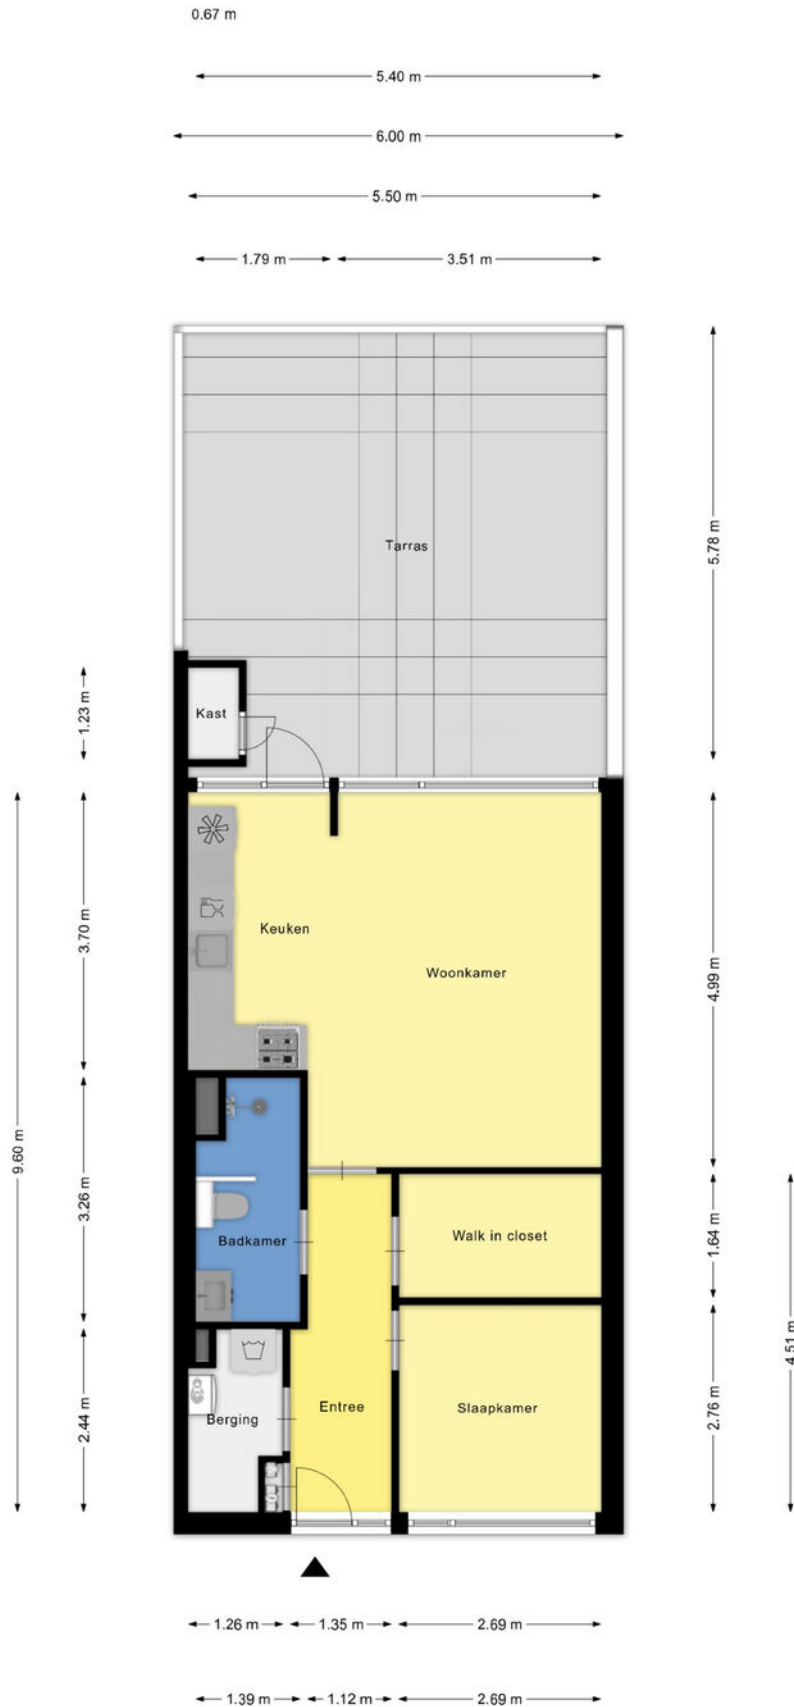 0.67 m
5.40 m
6.00 m
5.50 m
1.79 m 3.51 m
Tarras
5.78 m
Kast
1.23 m
Keuken
3.70 m
Woonkamer
4.99 m
9.60 m
3.26 m
Badkamer
Walk in closet
1.64 m
4.51 m
Berging
Entree
Slaapkamer
2.44 m
2.76 m
1.26 m 1.35 m 2.69 m
1.39 m 1.12 m 2.69 m